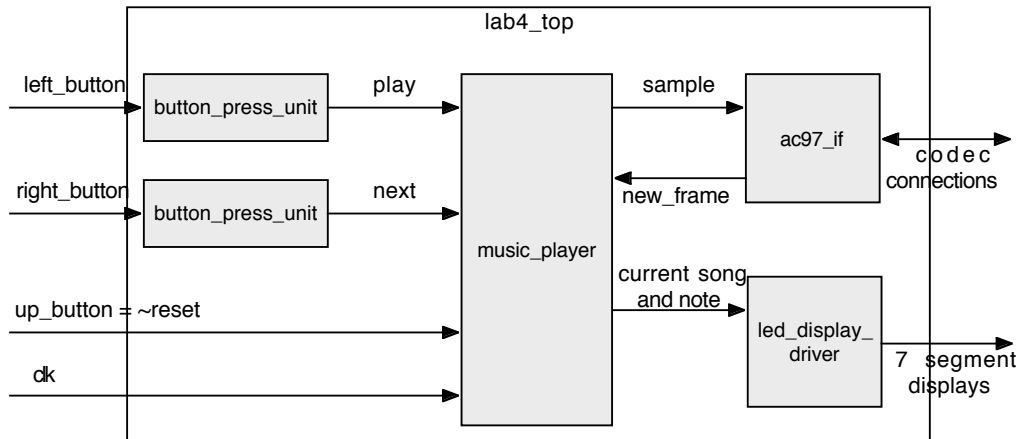 lab4_top
left_button
button_press_unit
play
sample
ac97_if
codec
connections
right_button
button_press_unit
next
new_frame
music_player
current song
and note
up_button = ~reset
led_display_
driver
7 segment
displays
clk